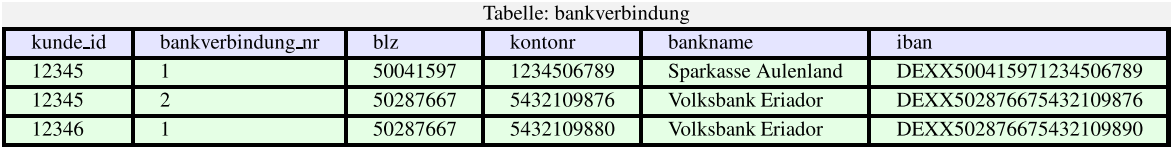 Tabelle: bankverbindung
kunde_id bankverbindung_nr blz kontonr bankname iban
12345 1 50041597 1234506789 Sparkasse Aulenland DEXX500415971234506789
12345 2 50287667 5432109876 Volksbank Eriador DEXX502876675432109876
12346 1 50287667 5432109880 Volksbank Eriador DEXX502876675432109890